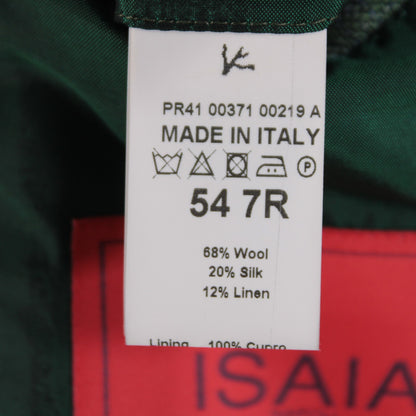 PR41 00371 00219 A
MADE IN ITALY
P
54 7R
68% Wool
20% Silk
12% Linen
Lining 100% Cupro
ISAIA